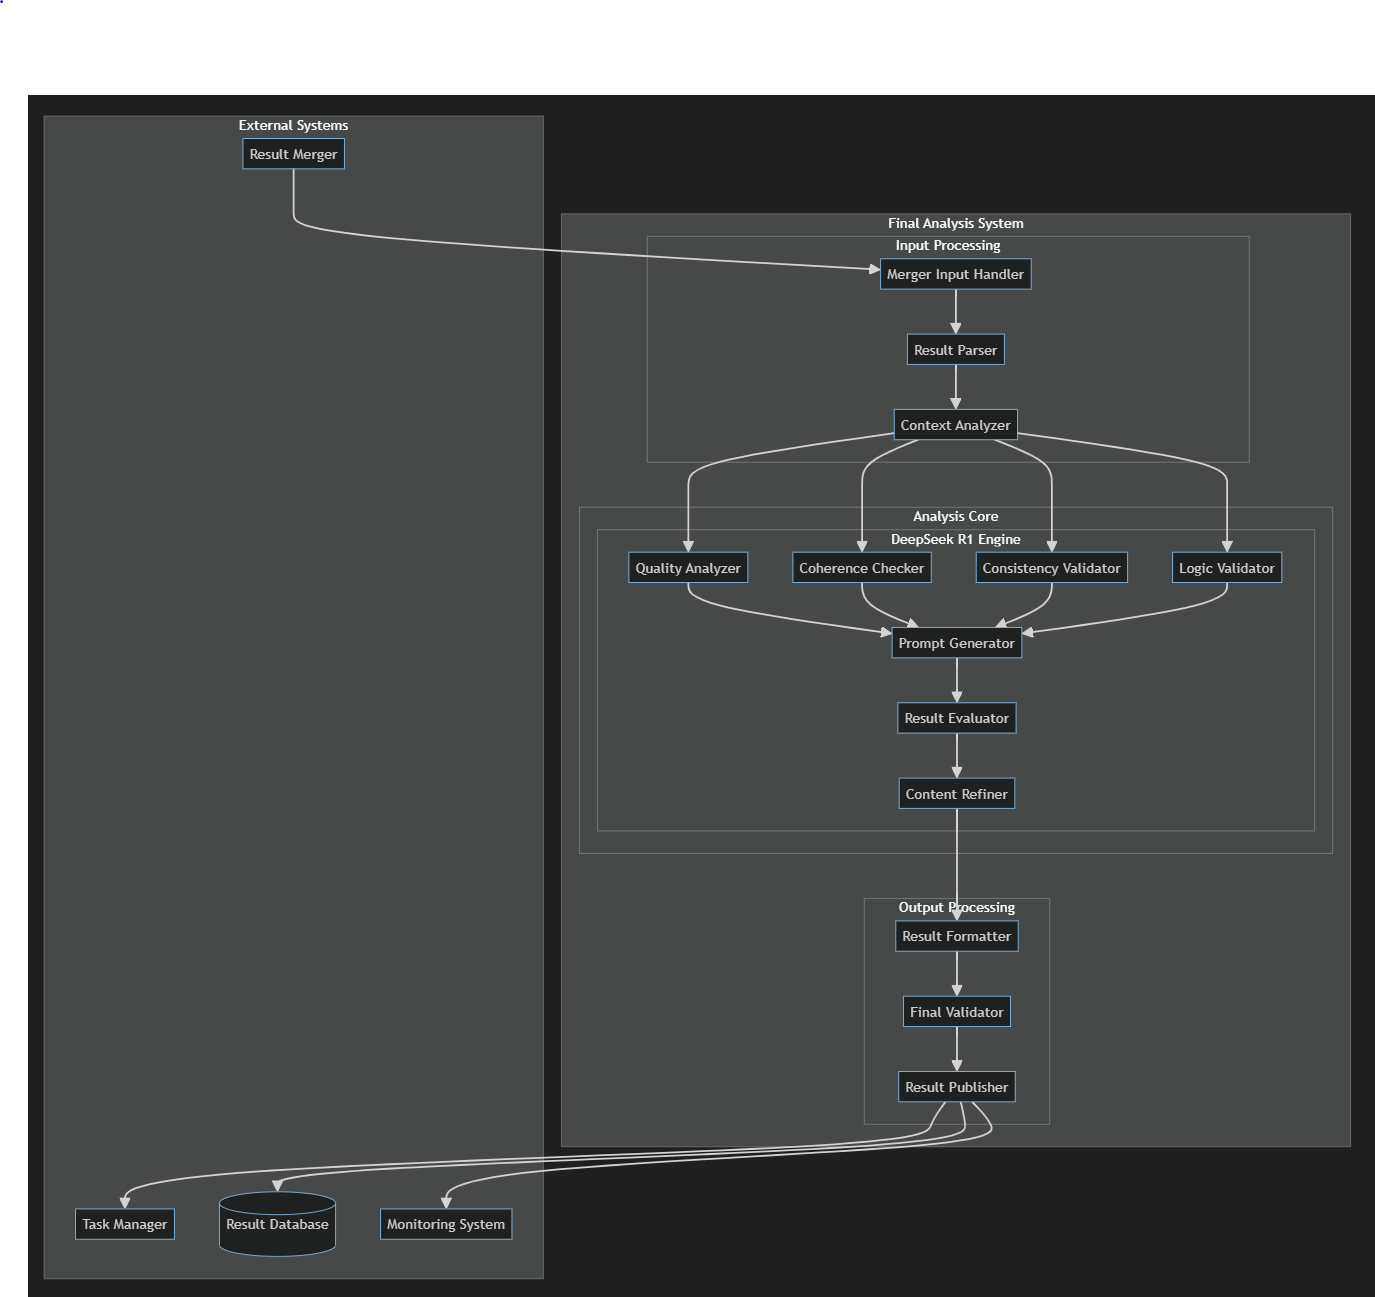 External Systems
Result Merger
Final Analysis System
Input Processing
Merger Input Handler
Result Parser
Context Analyzer
Analysis Core
DeepSeek R1 Engine
Quality Analyzer
Coherence Checker
Consistency Validator
Logic Validator
Prompt Generator
Result Evaluator
Content Refiner
Output Processing
Result Formatter
Final Validator
Result Publisher
Task Manager
Result Database
Monitoring System